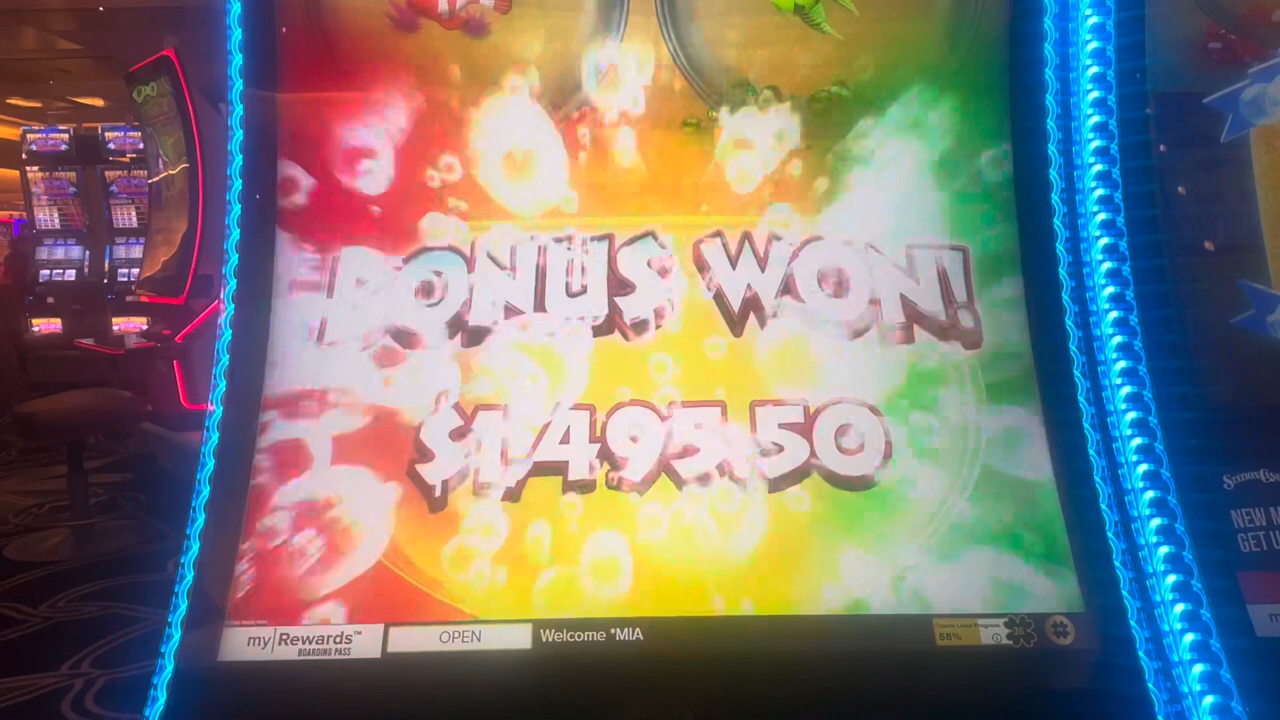 BONUS WON!
$1,495.50
my|Rewards™
BOARDING PASS
OPEN
Welcome *MIA
58%
NEW
GET